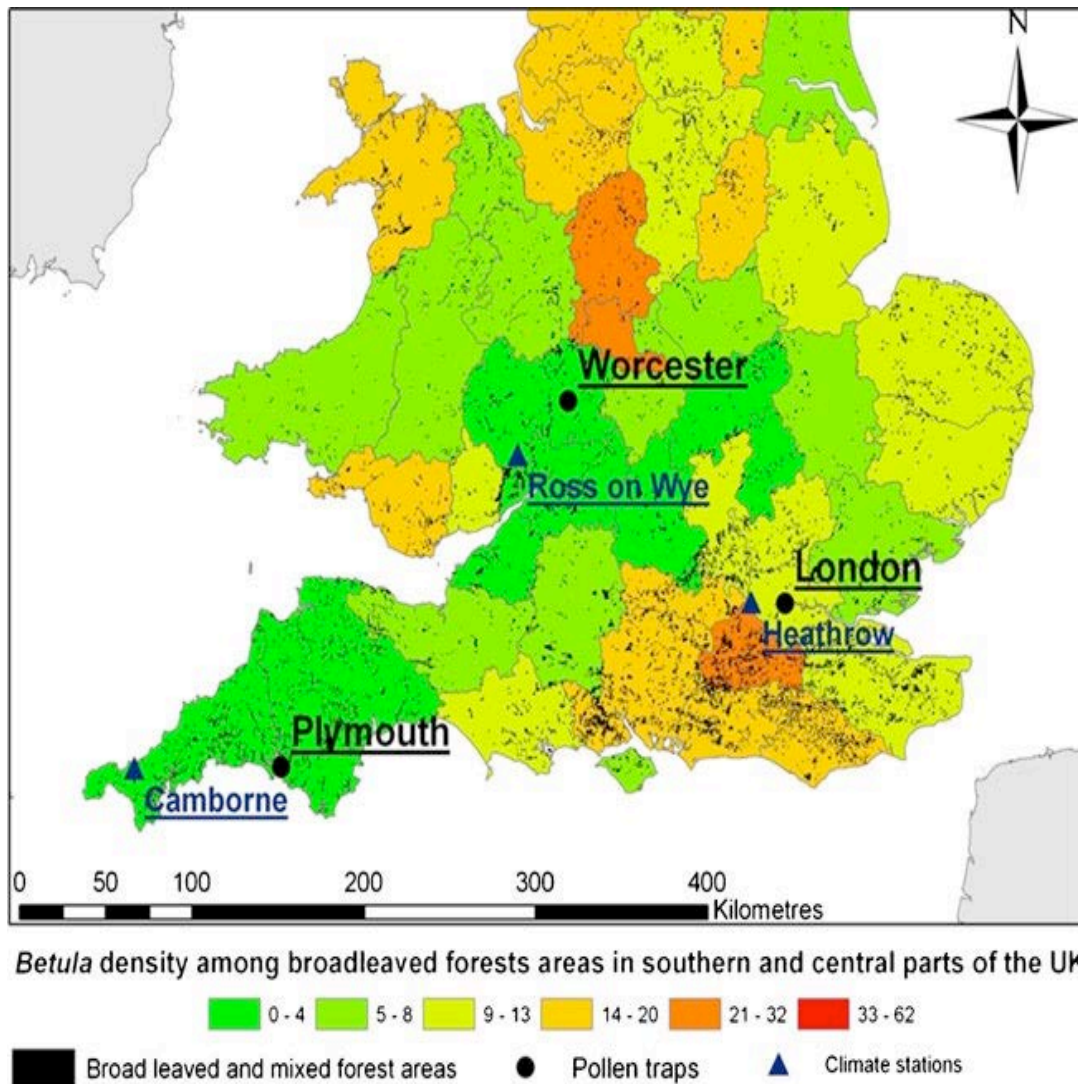 N
Worcester
Ross on Wye
London
Heathrow
Plymouth
Camborne
0 50 100 200 300 400
Kilometres
Betula density among broadleaved forests areas in southern and central parts of the UK
0 - 4 5 - 8 9 - 13 14 - 20 21 - 32 33 - 62
Broad leaved and mixed forest areas Pollen traps Climate stations